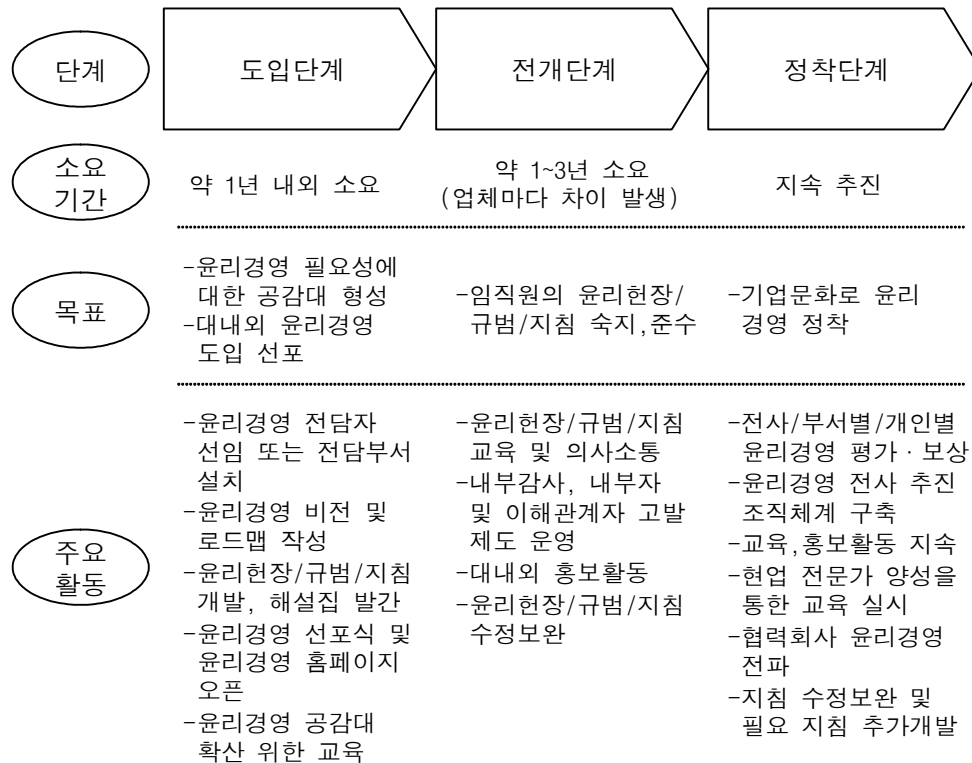 단계
도입단계
전개단계
정착단계
소요
기간
약 1년 내외 소요
약 1~3년 소요
(업체마다 차이 발생)
지속 추진
목표
-윤리경영 필요성에
대한 공감대 형성
-대내외 윤리경영
도입 선포
-임직원의 윤리헌장/
규범/지침 숙지,준수
-기업문화로 윤리
경영 정착
주요
활동
-윤리경영 전담자
선임 또는 전담부서
설치
-윤리경영 비전 및
로드맵 작성
-윤리헌장/규범/지침
개발, 해설집 발간
-윤리경영 선포식 및
윤리경영 홈페이지
오픈
-윤리경영 공감대
확산 위한 교육
-윤리헌장/규범/지침
교육 및 의사소통
-내부감사, 내부자
및 이해관계자 고발
제도 운영
-대내외 홍보활동
-윤리헌장/규범/지침
수정보완
-전사/부서별/개인별
윤리경영 평가·보상
-윤리경영 전사 추진
조직체계 구축
-교육,홍보활동 지속
-현업 전문가 양성을
통한 교육 실시
-협력회사 윤리경영
전파
-지침 수정보완 및
필요 지침 추가개발